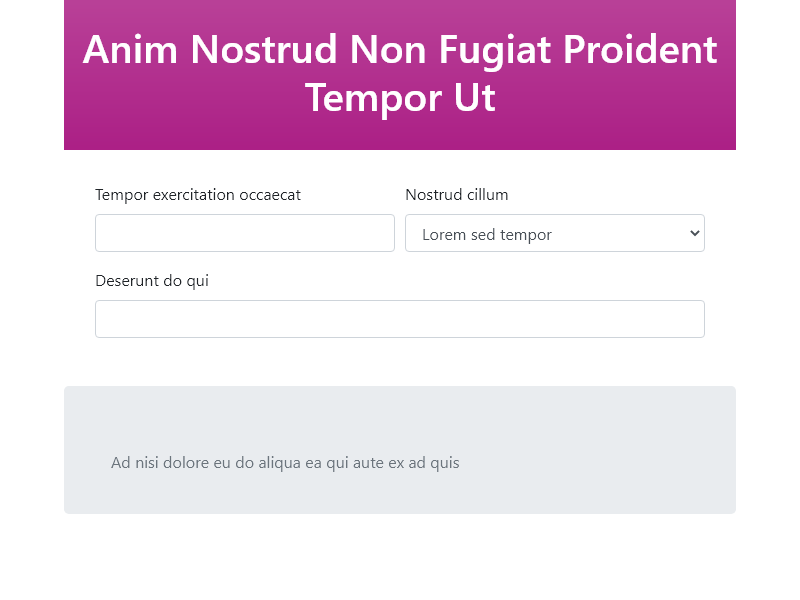 Anim Nostrud Non Fugiat Proident
Tempor Ut
Tempor exercitation occaecat
Nostrud cillum
Lorem sed tempor
Deserunt do qui
Ad nisi dolore eu do aliqua ea qui aute ex ad quis